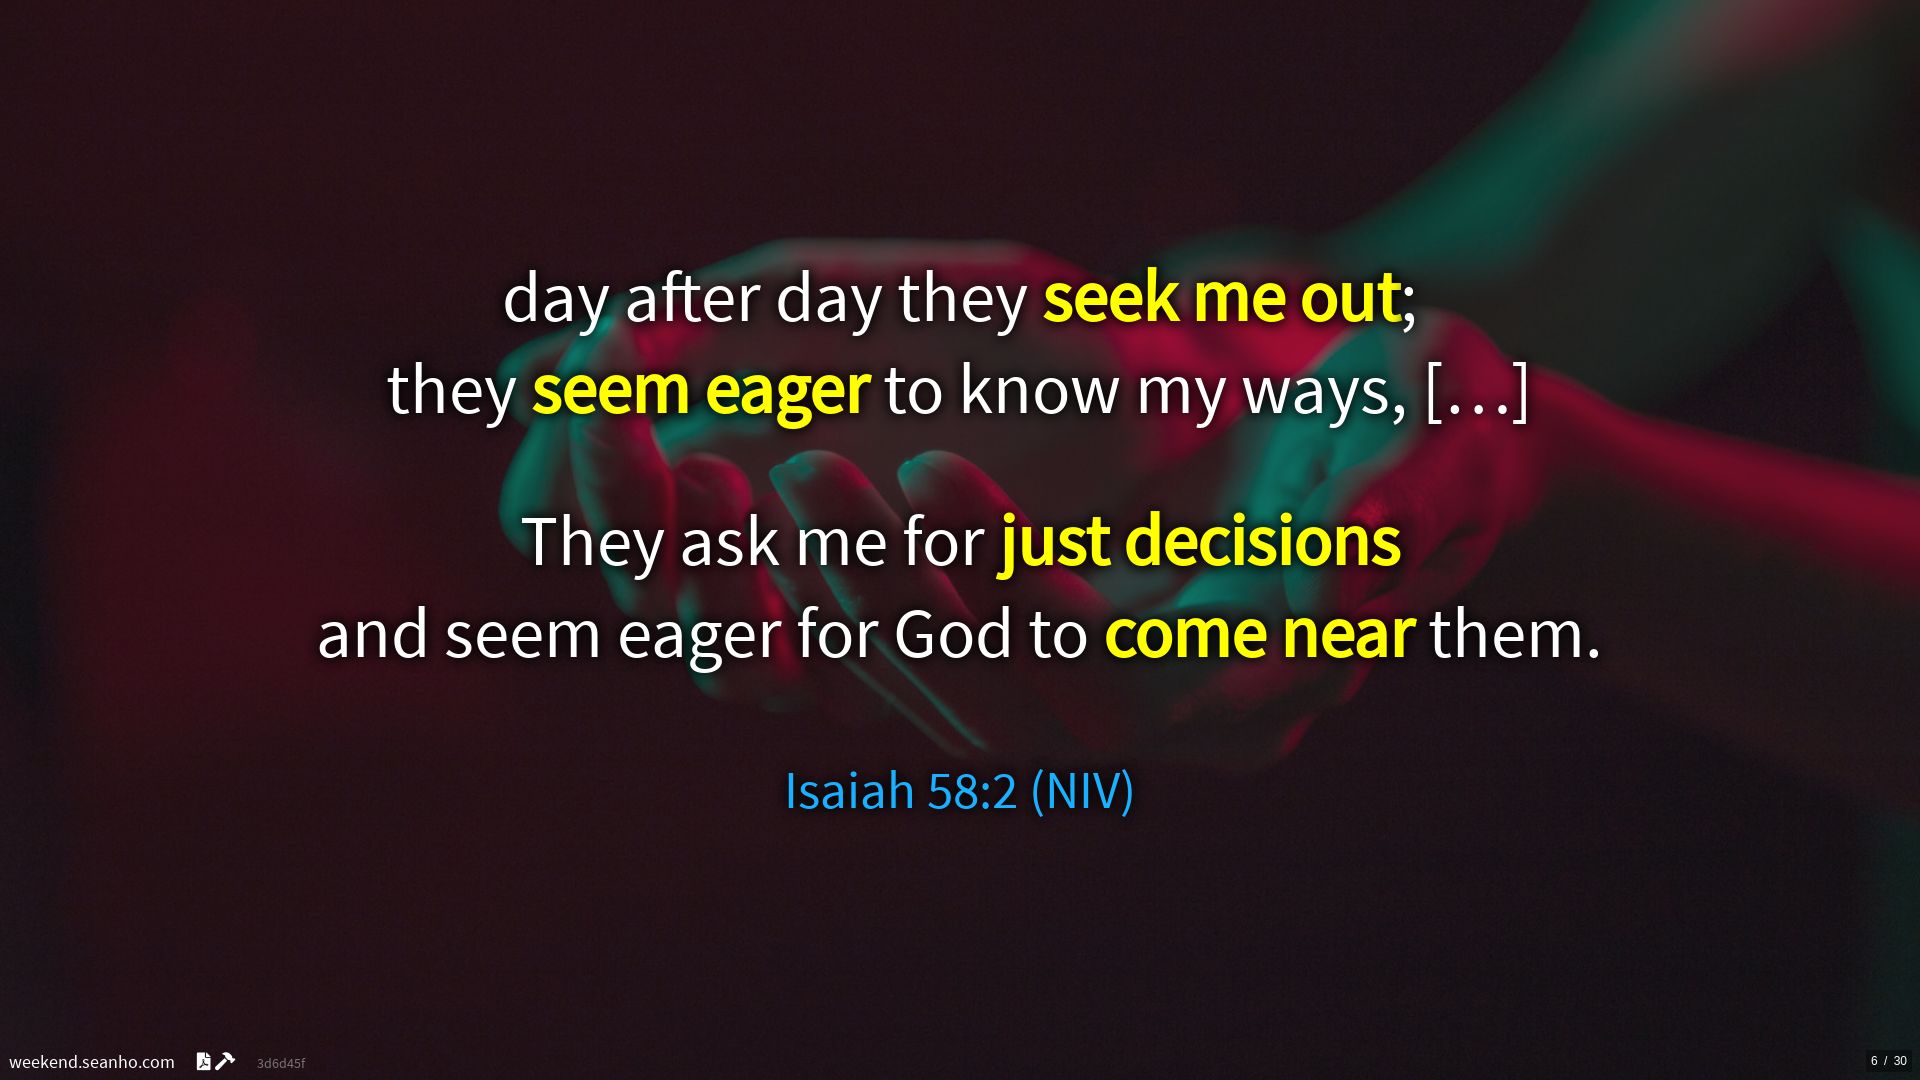 day after day they seek me out;
they seem eager to know my ways, […]
They ask me for just decisions
and seem eager for God to come near them.
Isaiah 58:2 (NIV)
weekend.seanho.com 3d6d45f
6 / 30